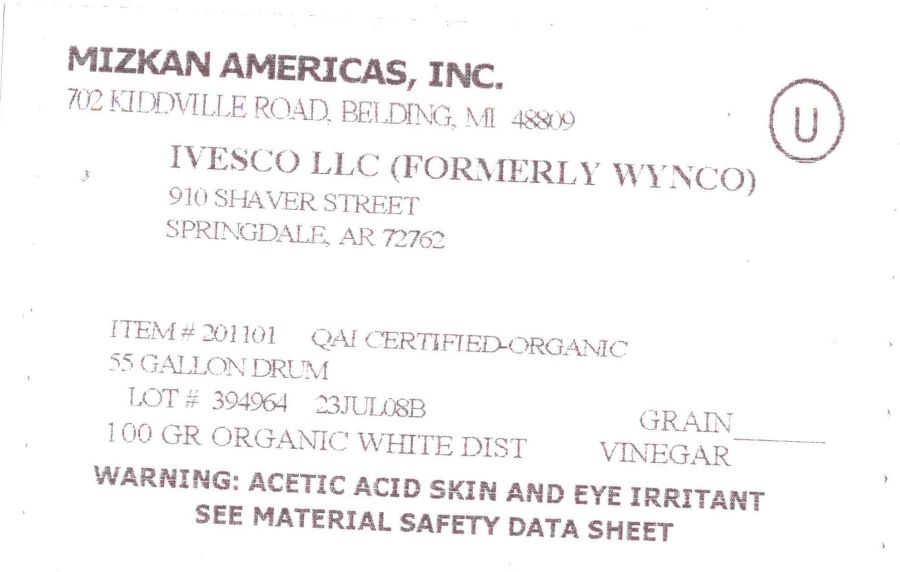 MIZKAN AMERICAS, INC.
702 KIDDVILLE ROAD, BELDING, MI 48809
U
IVESCO LLC (FORMERLY WYNCO)
910 SHAVER STREET
SPRINGDALE, AR 72762
ITEM # 201101 QAI CERTIFIED-ORGANIC
55 GALLON DRUM
LOT # 394964 23JUL08B GRAIN________
100 GR ORGANIC WHITE DIST VINEGAR
WARNING: ACETIC ACID SKIN AND EYE IRRITANT
SEE MATERIAL SAFETY DATA SHEET